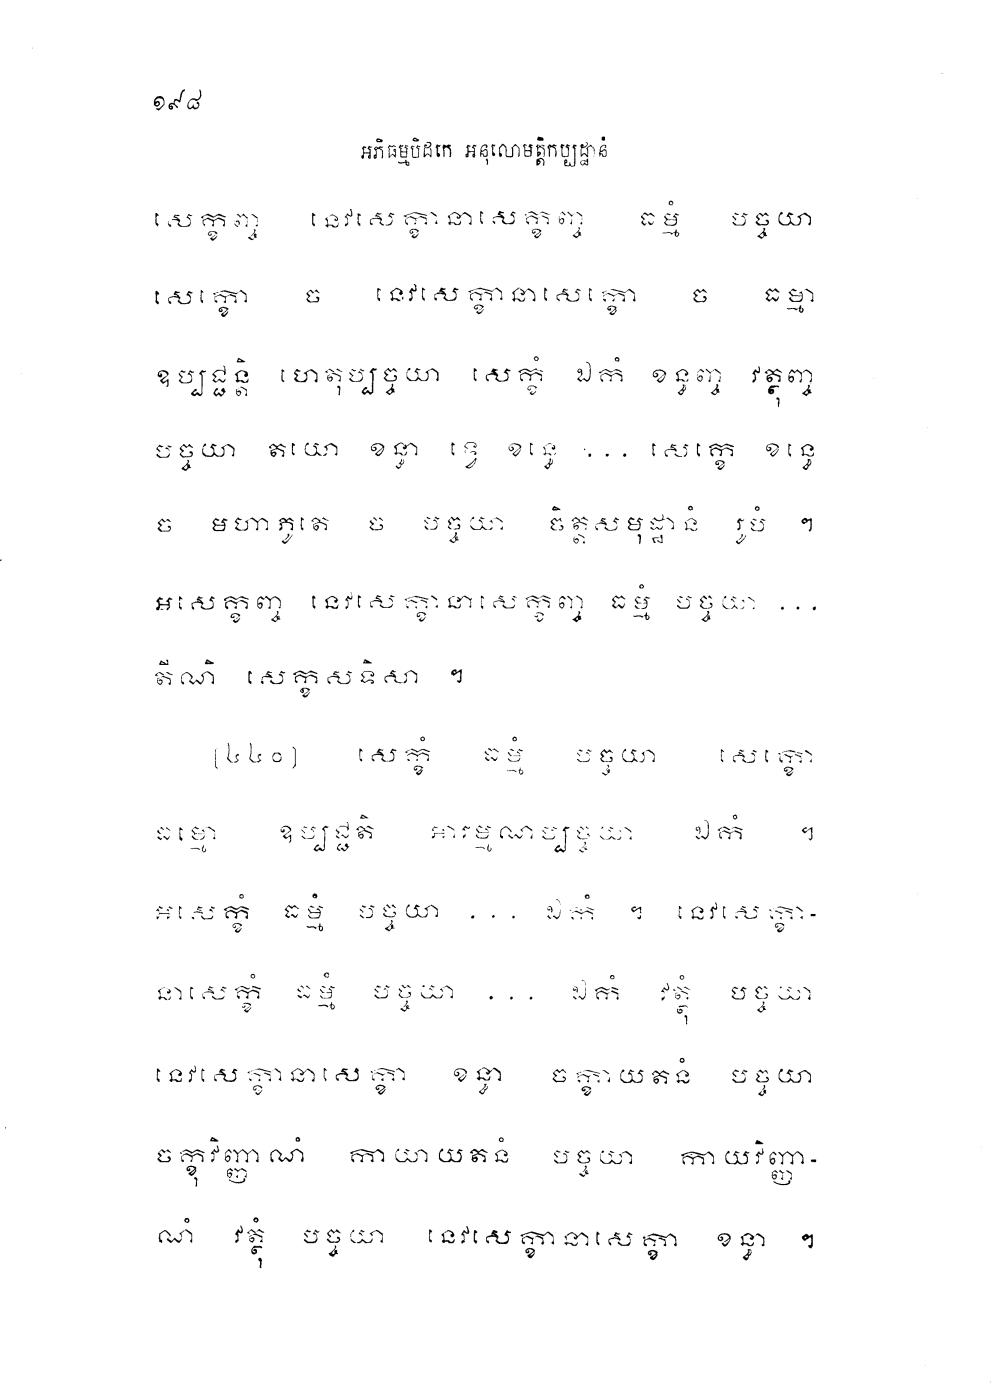 ១៩៨
អភិធម្មបិដកេ អនុលោមត្តិកប្បដ្ឋានំ
សេក្ខញ្ច នេវសេក្ខានាសេក្ខញ្ច ធម្មំ បច្ចយា
សេក្ខោ ច នេវសេក្ខានាសេក្ខោ ច ធម្មា
ឧប្បជ្ជន្តិ ហេតុប្បច្ចយា សេក្ខំ ឯកំ ខន្ធញ្ច វត្ថុញ្ច
បច្ចយា តយោ ខន្ធា ទ្វេ ខន្ធេ ... សេក្ខេ ខន្ធេ
ច មហាភូតេ ច បច្ចយា ចិត្តសមុដ្ឋានំ រូបំ ។
អសេក្ខញ្ច នេវសេក្ខានាសេក្ខញ្ច ធម្មំ បច្ចយា ...
តីណិ សេក្ខសទិសា ។
[៤៤០] សេក្ខំ ធម្មំ បច្ចយា សេក្ខោ
ធម្មោ ឧប្បជ្ជតិ អារម្មណប្បច្ចយា ឯកំ ។
អសេក្ខំ ធម្មំ បច្ចយា ... ឯកំ ។ នេវសេក្ខា-
នាសេក្ខំ ធម្មំ បច្ចយា ... ឯកំ វត្ថុំ បច្ចយា
នេវសេក្ខានាសេក្ខា ខន្ធា ចក្ខាយតនំ បច្ចយា
ចក្ខុវិញ្ញាណំ កាយាយតនំ បច្ចយា កាយវិញ្ញា-
ណំ វត្ថុំ បច្ចយា នេវសេក្ខានាសេក្ខា ខន្ធា ។